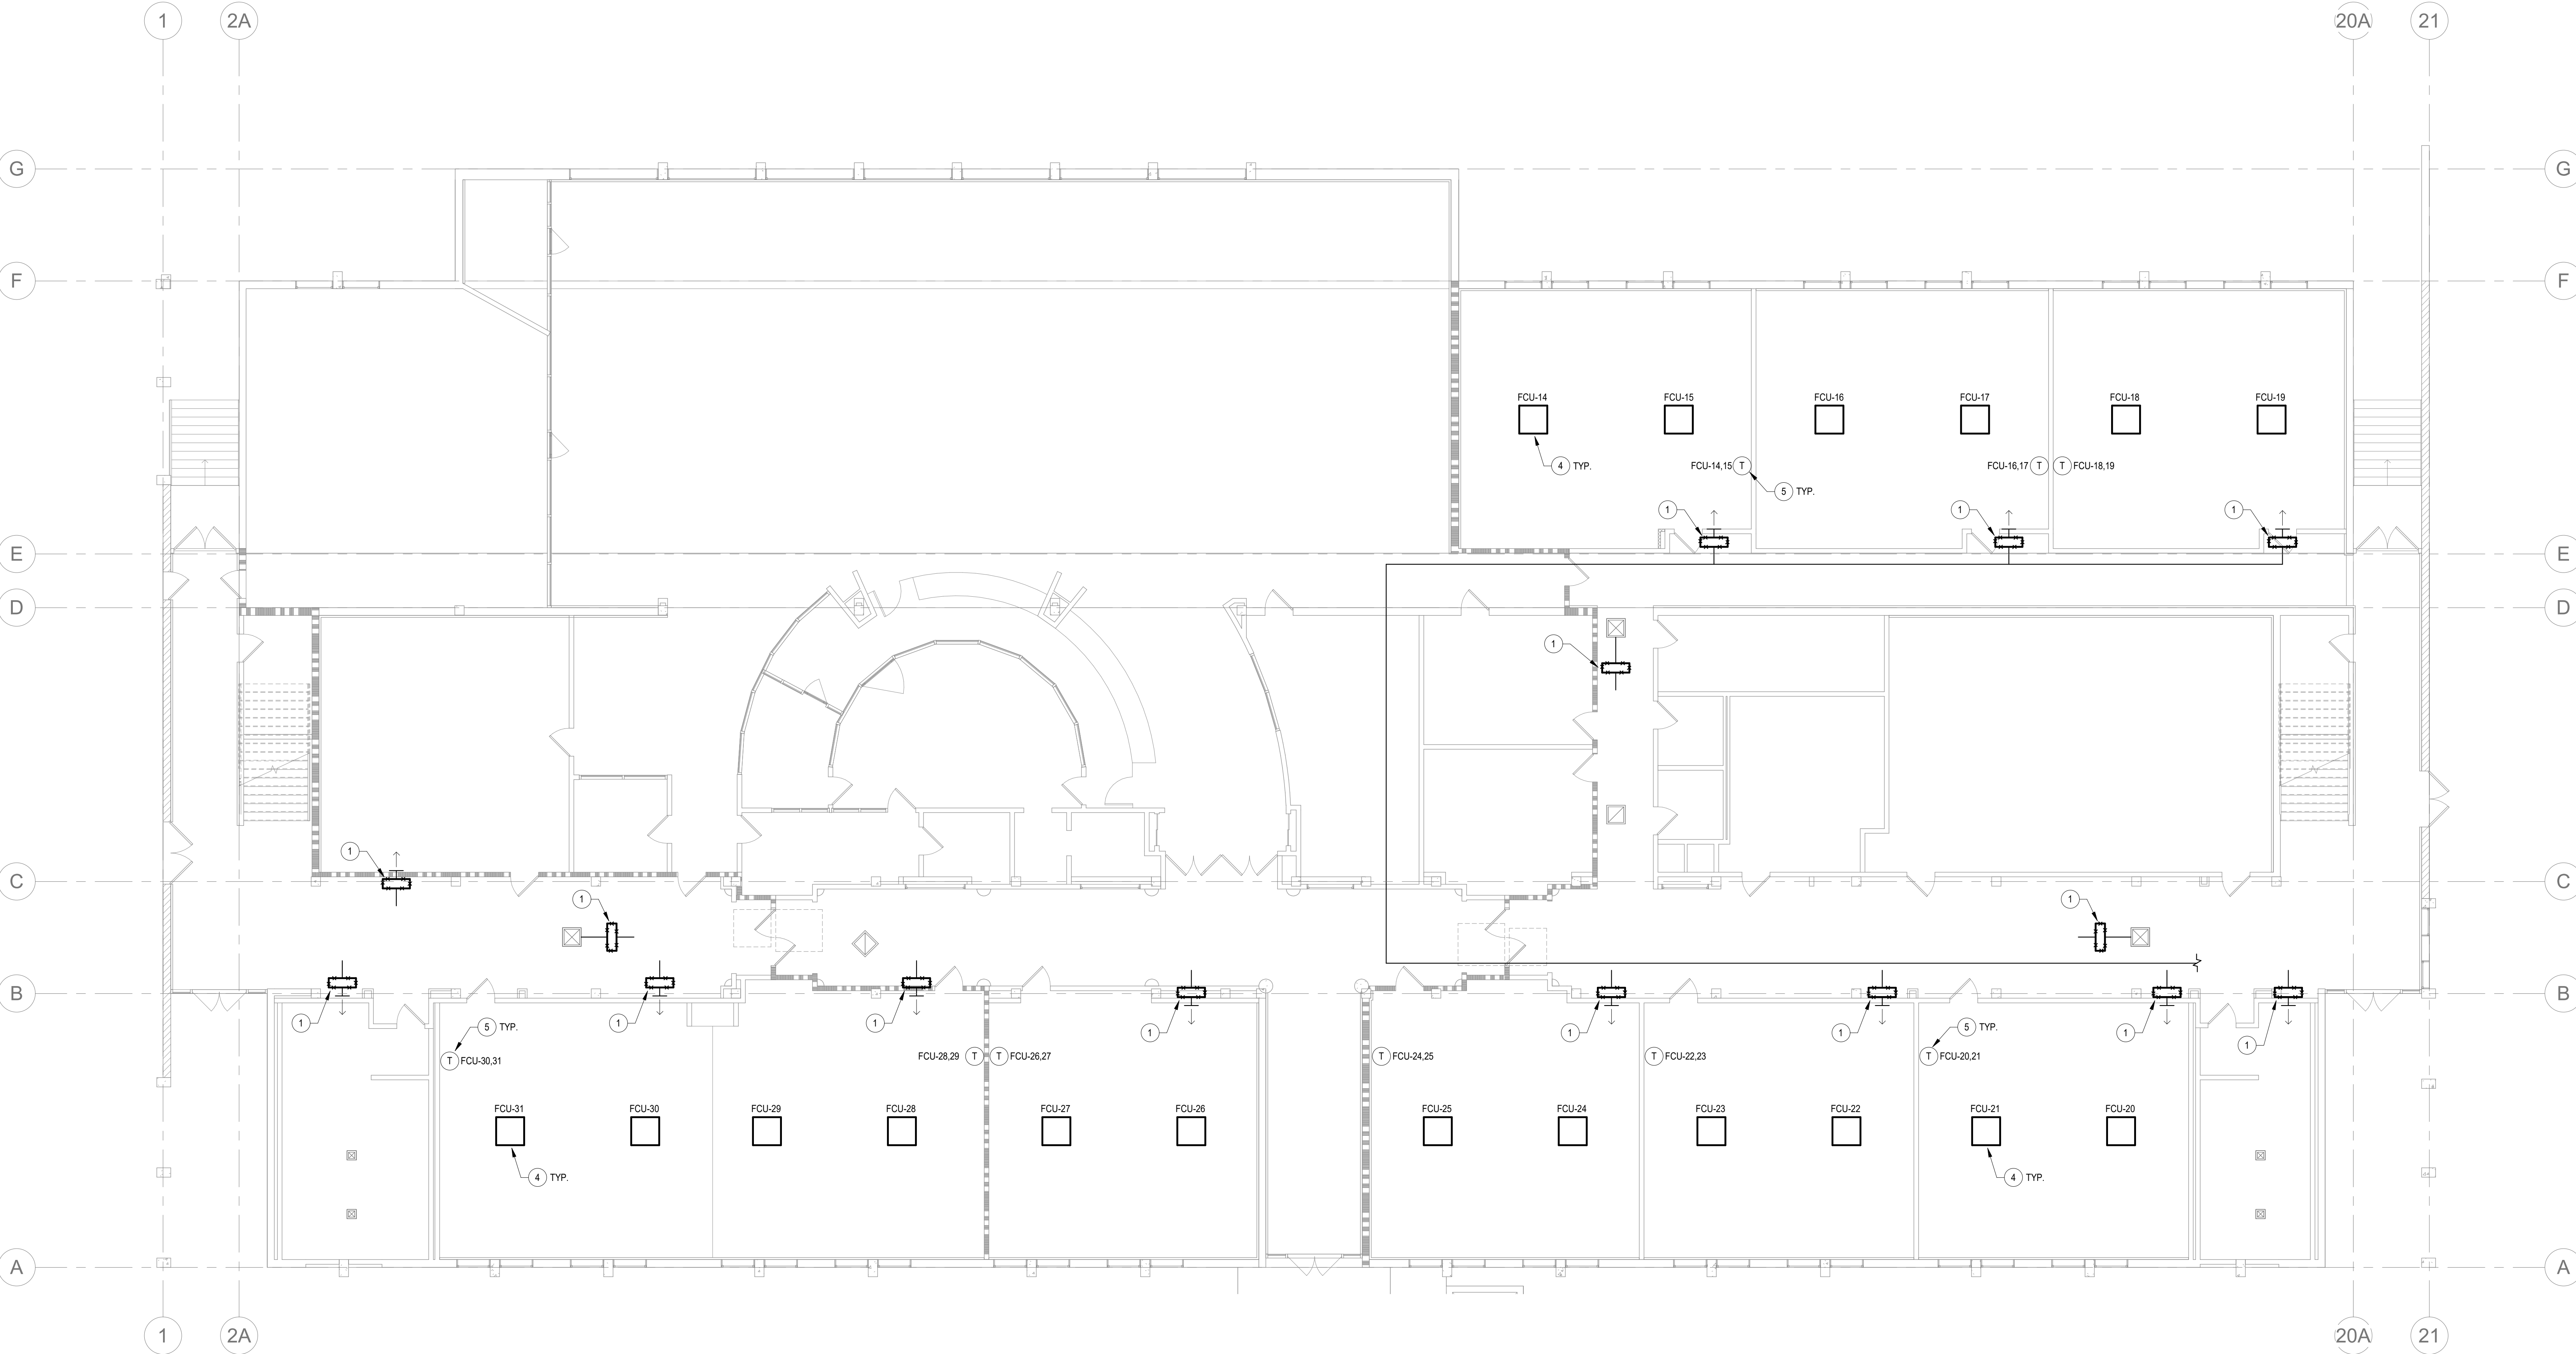 1 2A 20A 21
G G
F F
FCU-14 FCU-15 FCU-16 FCU-17 FCU-18 FCU-19
4 TYP. FCU-14,15 T FCU-16,17 T T FCU-18,19
5 TYP.
1 1 1
E E
D D
1
1
C C
1 1
B B
1 1 1 1 1 1 1 1
5 TYP. 5 TYP.
T FCU-30,31 FCU-28,29 T T FCU-26,27 T FCU-24,25 T FCU-22,23 T FCU-20,21
FCU-31 FCU-30 FCU-29 FCU-28 FCU-27 FCU-26 FCU-25 FCU-24 FCU-23 FCU-22 FCU-21 FCU-20
4 TYP. 4 TYP.
A A
1 2A 20A 21